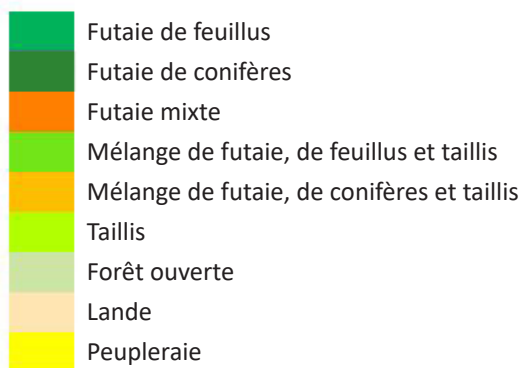 Futaie de feuillus
Futaie de conifères
Futaie mixte
Mélange de futaie, de feuillus et taillis
Mélange de futaie, de conifères et taillis
Taillis
Forêt ouverte
Lande
Peupleraie